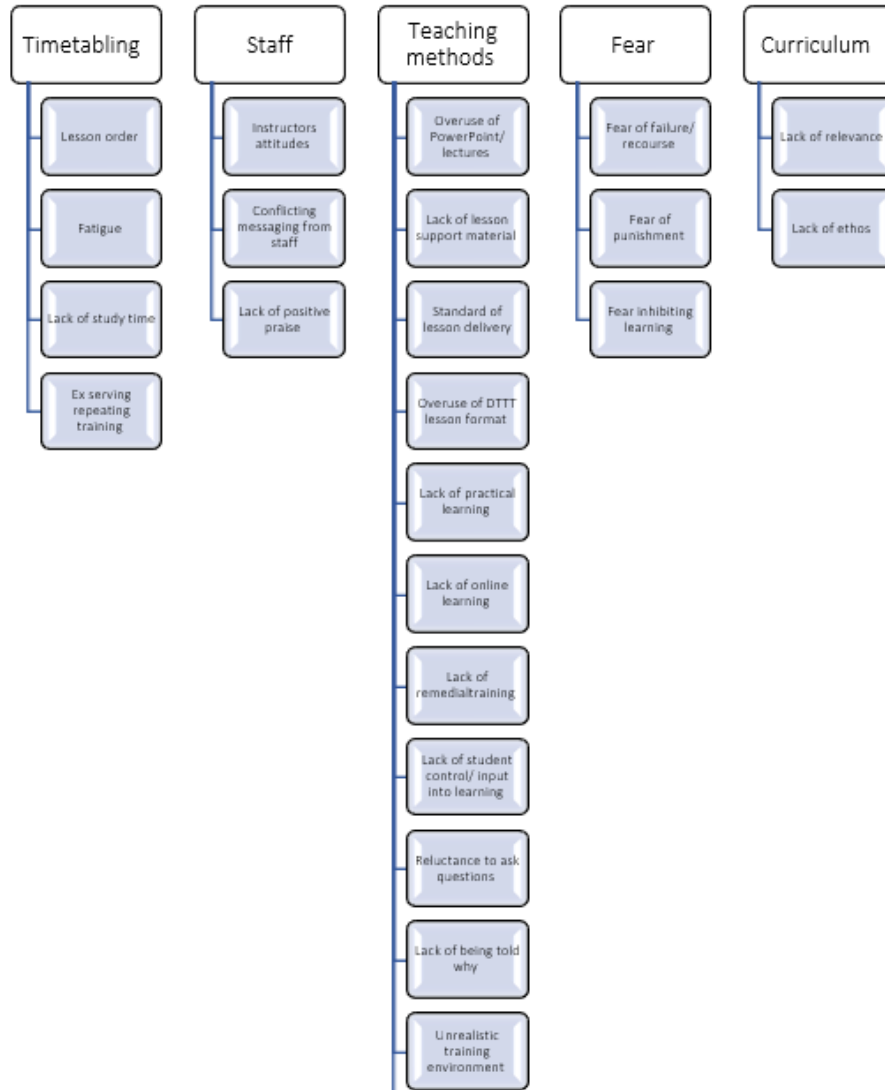 Timetabling
Lesson order
Fatigue
Lack of study time
Ex serving
repeating
training
Staff
Instructors
attitudes
Conflicting
messaging from
staff
Lack of positive
praise
Teaching
methods
Overuse of
PowerPoint/
lectures
Lack of lesson
support material
Standard of
lesson delivery
Overuse of DTTT
lesson format
Lack of practical
learning
Lack of online
learning
Lack of
remedialtraining
Lack of student
control/ input
into learning
Reluctance to ask
questions
Lack of being told
why
Unrealistic
training
environment
Fear
Fear of failure/
recourse
Fear of
punishment
Fear inhibiting
learning
Curriculum
Lack of relevance
Lack of ethos